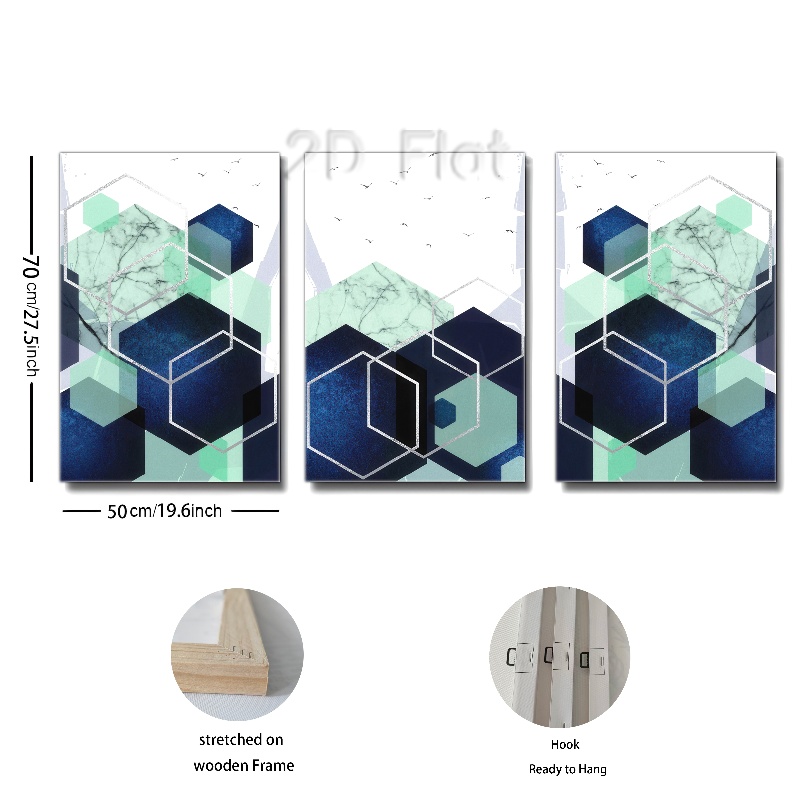 2D Flat
70 cm/27.5inch
50cm/19.6inch
stretched on
wooden Frame
Hook
Ready to Hang